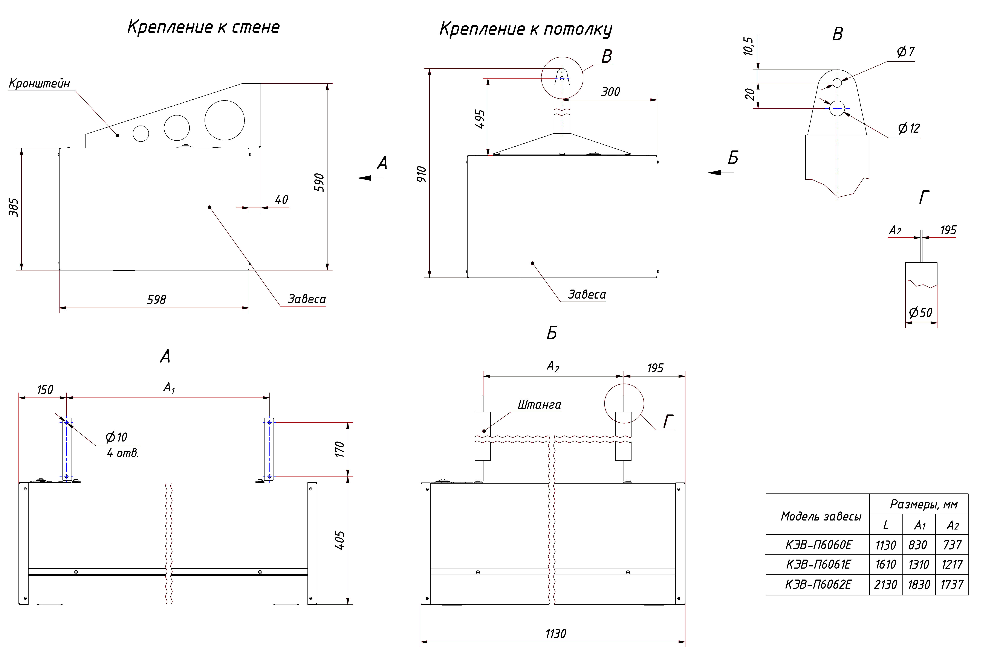 Крепление к стене
Кронштейн
385
590
40
598
Завеса
А
Крепление к потолку
В
300
495
910
Завеса
Б
В
10,5
20
Ø7
Ø12
Г
А2
195
Ø50
А
150
А1
Ø10
4 отв.
170
405
Б
А2
195
Штанга
Г
1130
Модель завесы
Размеры, мм
L А1 А2
КЭВ-П6060Е 1130 830 737
КЭВ-П6061Е 1610 1310 1217
КЭВ-П6062Е 2130 1830 1737